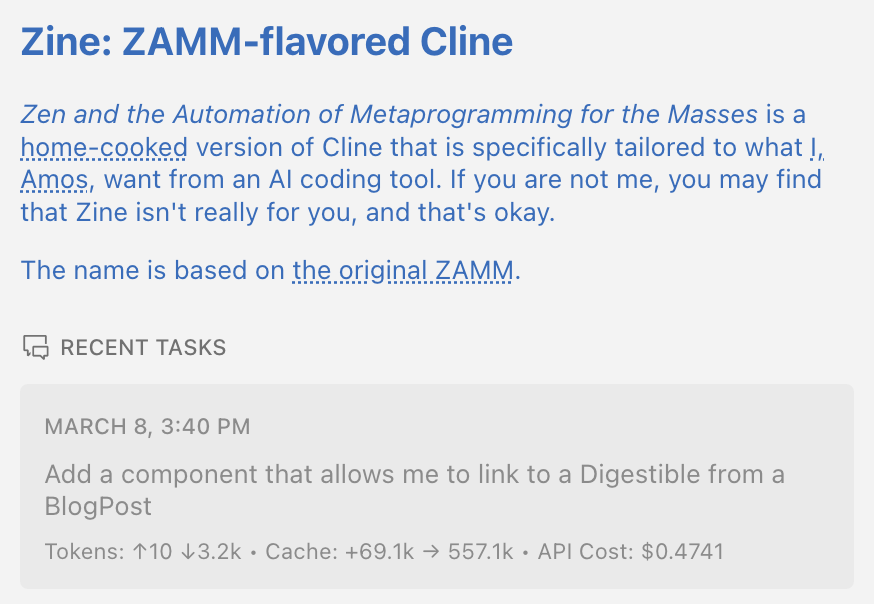 Zine: ZAMM-flavored Cline
Zen and the Automation of Metaprogramming for the Masses is a
home-cooked version of Cline that is specifically tailored to what I,
Amos, want from an AI coding tool. If you are not me, you may find
that Zine isn't really for you, and that's okay.
The name is based on the original ZAMM.
RECENT TASKS
MARCH 8, 3:40 PM
Add a component that allows me to link to a Digestible from a
BlogPost
Tokens: ↑10 ↓3.2k • Cache: +69.1k → 557.1k • API Cost: $0.4741